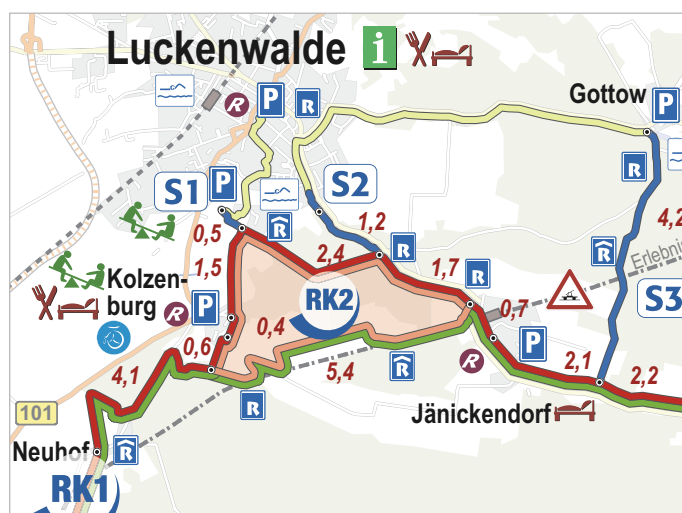 Luckenwalde i
Gottow
P
P
R
R
R
S1
P
S2
R
1,2
4,2
0,5
R
2,4
R
R
Erlebnis
1,5
1,7
R
Kolzen-
burg
R
P
RK2
0,4
0,7
S3
0,6
R
P
4,1
5,4
R
R
2,1
2,2
101
R
Jänickendorf
Neuhof
R
RK1